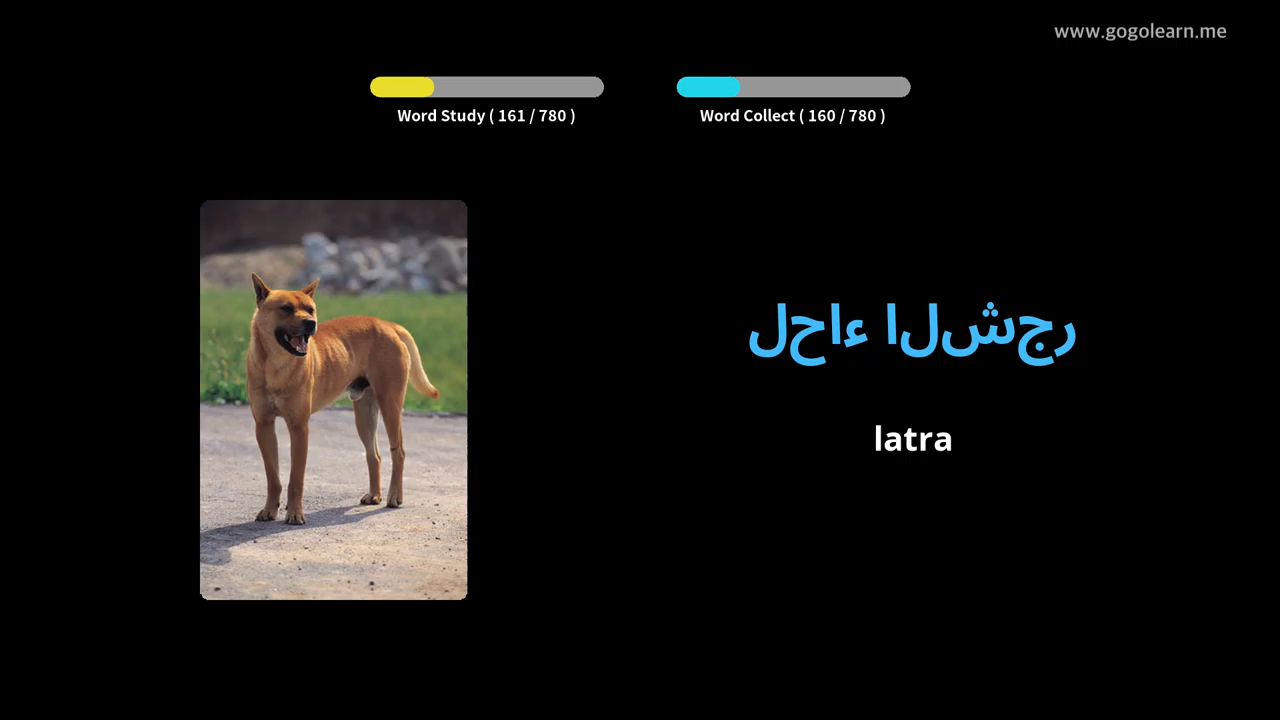 www.gogolearn.me
Word Study ( 161 / 780 )
Word Collect ( 160 / 780 )
لحاء الشجر
latra